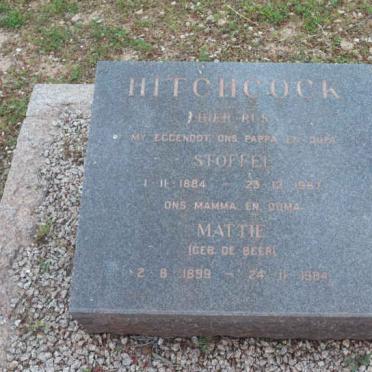 HITCHCOCK
HIER RUS
MY EGGENOOT, ONS PAPPA EN OUPA
STOFFEL
1-11-1884 - 23-12-1967
ONS MAMMA EN OUMA
MATTIE
(GEB. DE BEER)
2-8-1899 - 24-11-1984